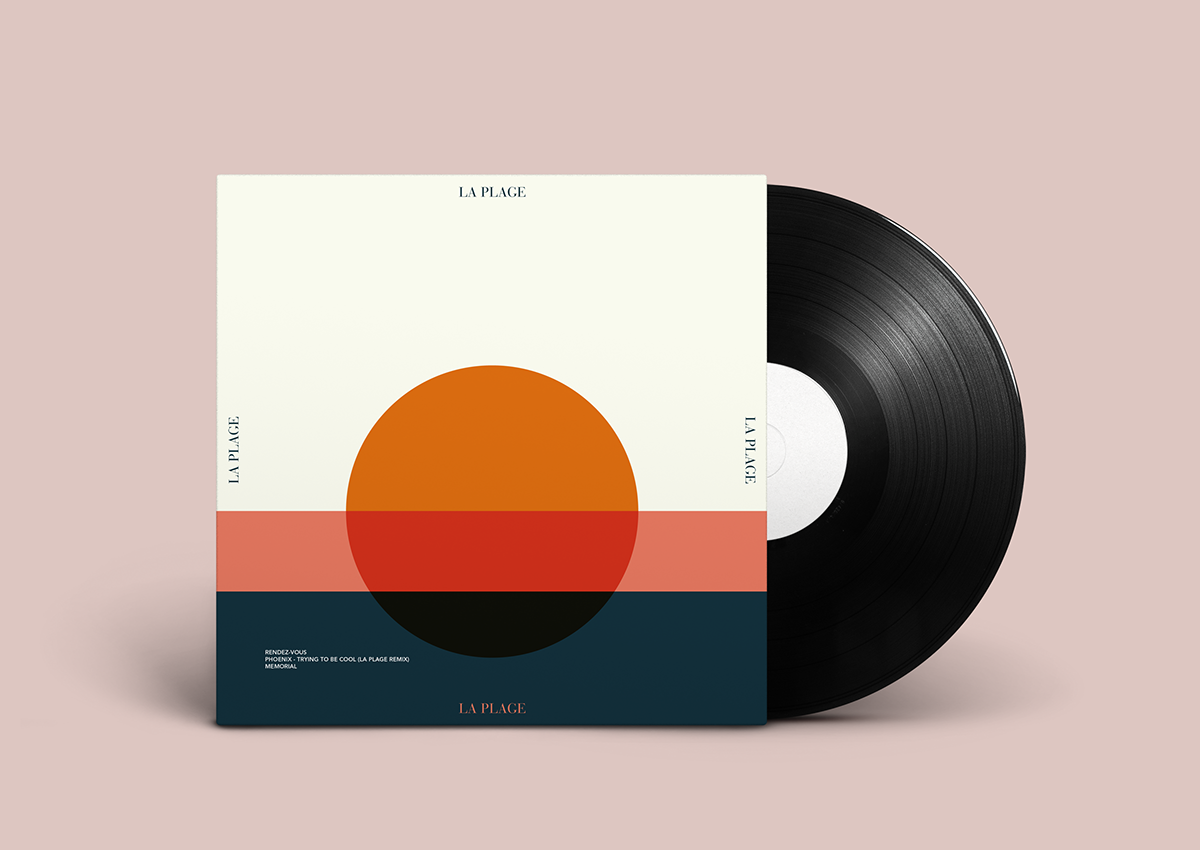 LA PLAGE
LA PLAGE
LA PLAGE
RENDEZ-VOUS
PHOENIX - TRYING TO BE COOL (LA PLAGE REMIX)
MEMORIAL
LA PLAGE